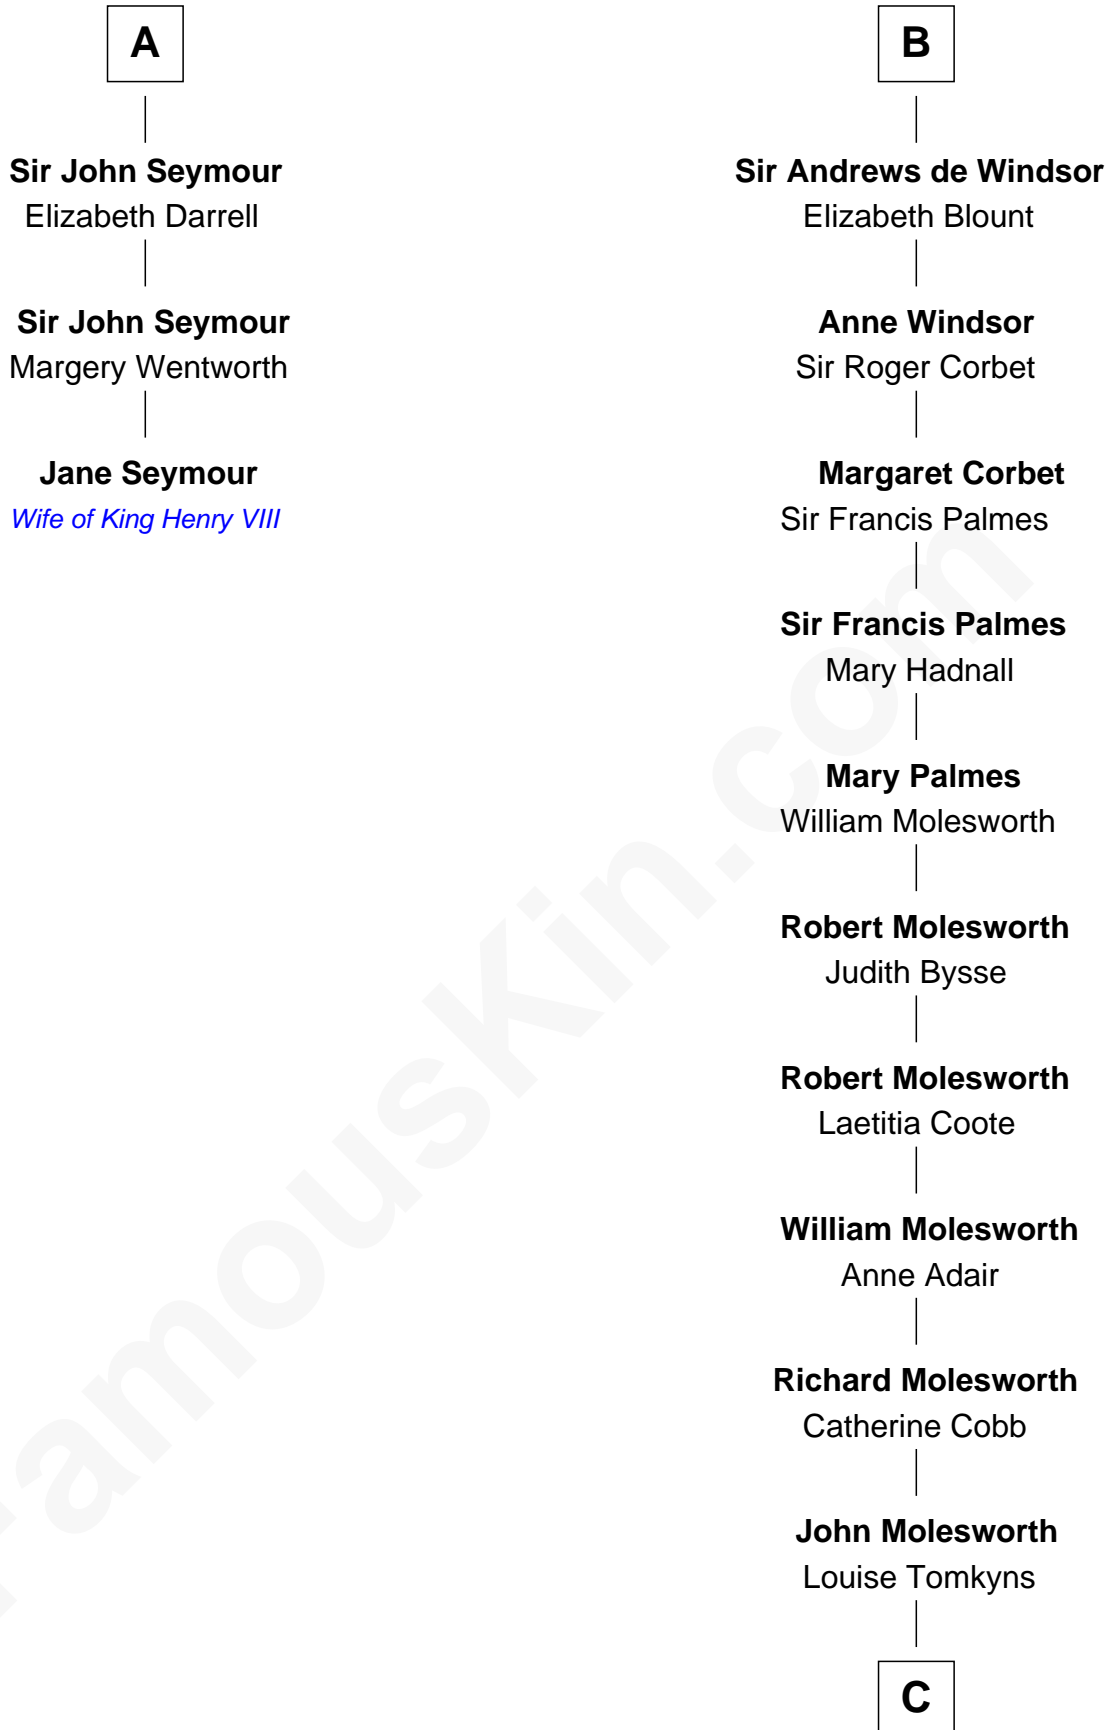 A
Sir John Seymour
Elizabeth Darrell
Sir John Seymour
Margery Wentworth
Jane Seymour
Wife of King Henry VIII
B
Sir Andrews de Windsor
Elizabeth Blount
Anne Windsor
Sir Roger Corbet
Margaret Corbet
Sir Francis Palmes
Sir Francis Palmes
Mary Hadnall
Mary Palmes
William Molesworth
Robert Molesworth
Judith Bysse
Robert Molesworth
Laetitia Coote
William Molesworth
Anne Adair
Richard Molesworth
Catherine Cobb
John Molesworth
Louise Tomkyns
C
FamousKin.com